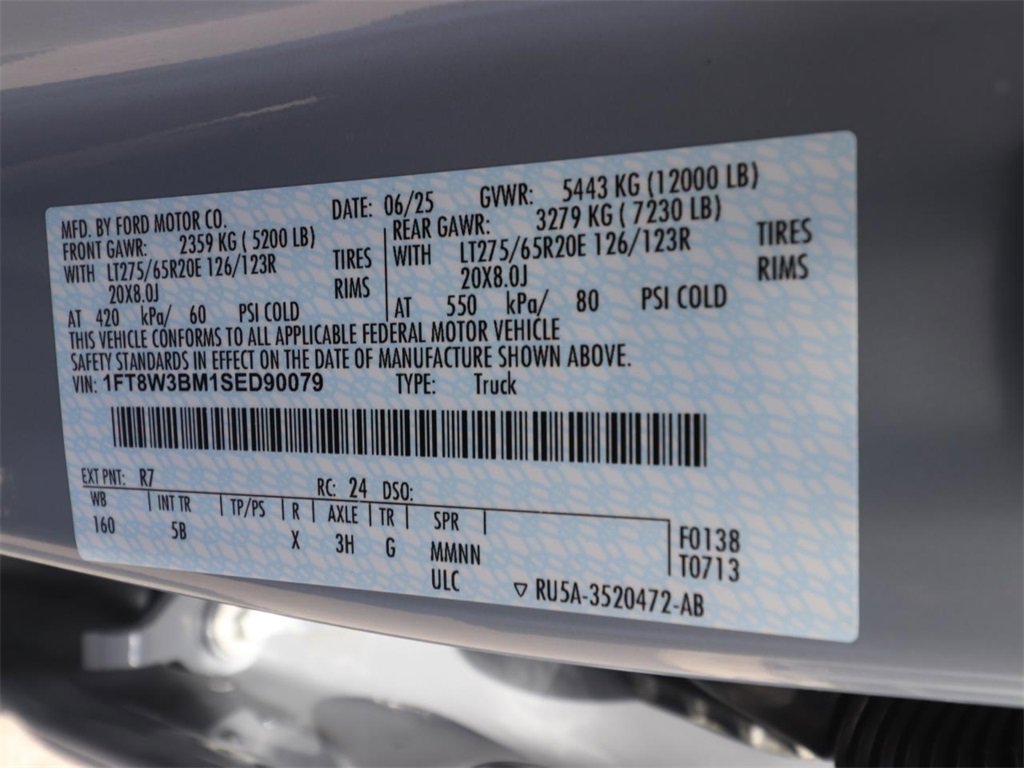 MFD. BY FORD MOTOR CO. DATE: 06/25 GVWR: 5443 KG (12000 LB)
FRONT GAWR: 2359 KG ( 5200 LB) REAR GAWR: 3279 KG ( 7230 LB)
WITH LT275/65R20E 126/123R TIRES WITH LT275/65R20E 126/123R TIRES
20X8.0J RIMS 20X8.0J RIMS
AT 420 kPa/ 60 PSI COLD AT 550 kPa/ 80 PSI COLD
THIS VEHICLE CONFORMS TO ALL APPLICABLE FEDERAL MOTOR VEHICLE
SAFETY STANDARDS IN EFFECT ON THE DATE OF MANUFACTURE SHOWN ABOVE.
VIN: 1FT8W3BM1SED90079 TYPE: Truck
EXT PNT: R7 RC: 24 DSO:
WB INT TR TP/PS R AXLE TR SPR
160 5B X 3H G MMNN F0138
ULC T0713
▽ RU5A-3520472-AB